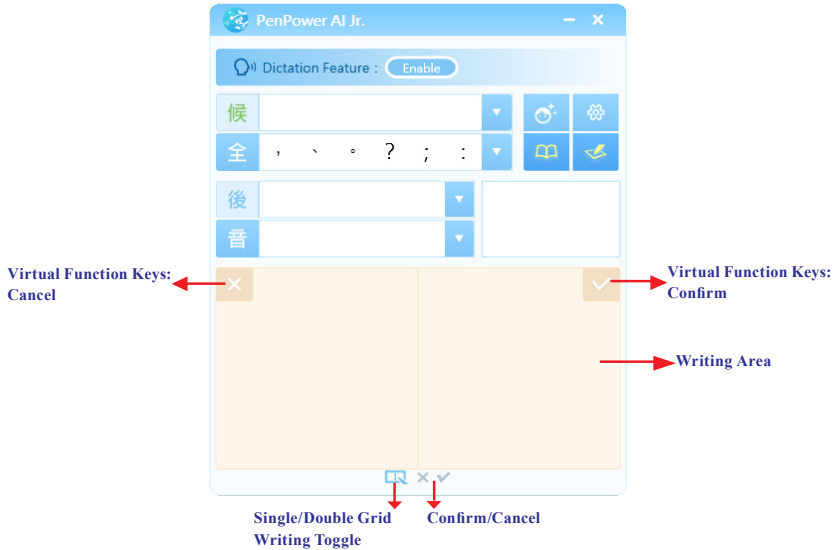 PenPower AI Jr.
Dictation Feature : Enable
候
全 , 、 。 ? ; :
後
音
Virtual Function Keys:
Cancel
Virtual Function Keys:
Confirm
Writing Area
Single/Double Grid
Writing Toggle
Confirm/Cancel